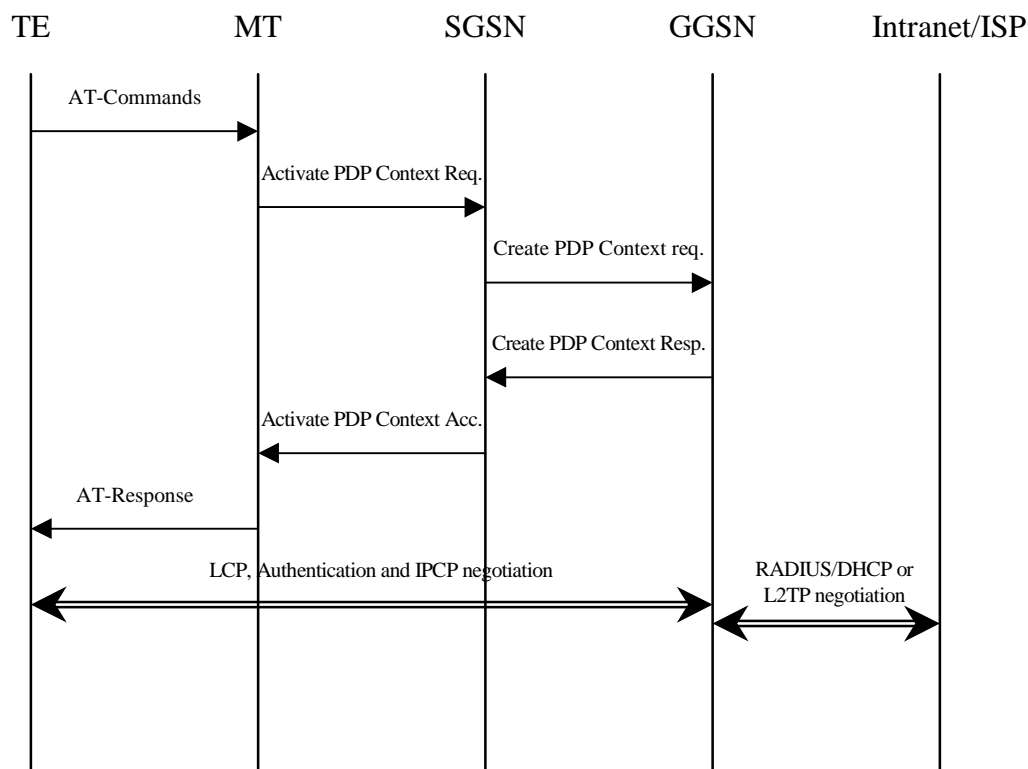 TE MT SGSN GGSN Intranet/ISP
AT-Commands
Activate PDP Context Req.
Create PDP Context req.
Create PDP Context Resp.
Activate PDP Context Acc.
AT-Response
LCP, Authentication and IPCP negotiation
RADIUS/DHCP or
L2TP negotiation